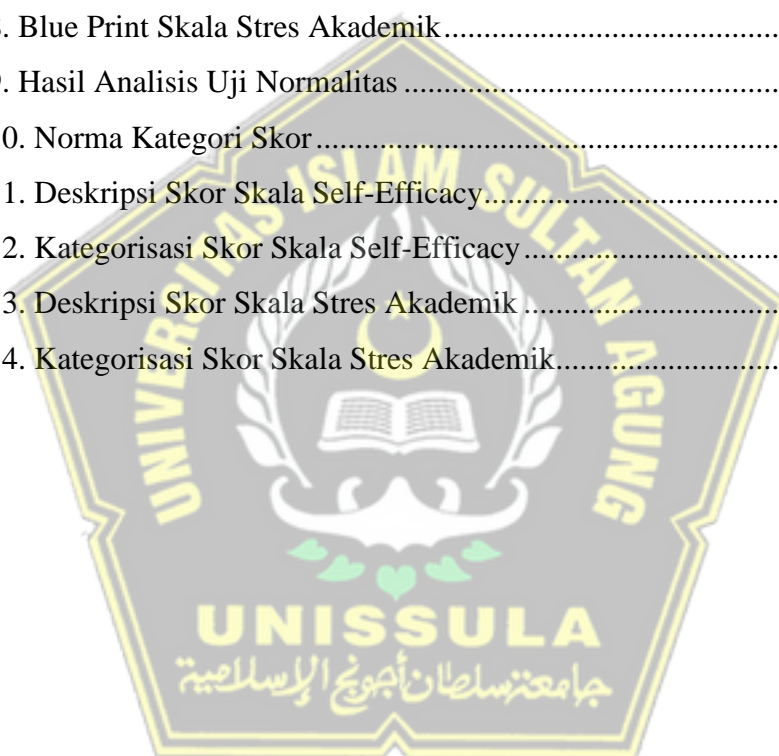 . Blue Print Skala Stres Akademik
. Hasil Analisis Uji Normalitas
0. Norma Kategori Skor
1. Deskripsi Skor Skala Self-Efficacy
2. Kategorisasi Skor Skala Self-Efficacy
3. Deskripsi Skor Skala Stres Akademik
4. Kategorisasi Skor Skala Stres Akademik
UNIVERSITAS ISLAM SULTAN AGUNG
UNISSULA
جامعة سلطان أجونج الإسلامية